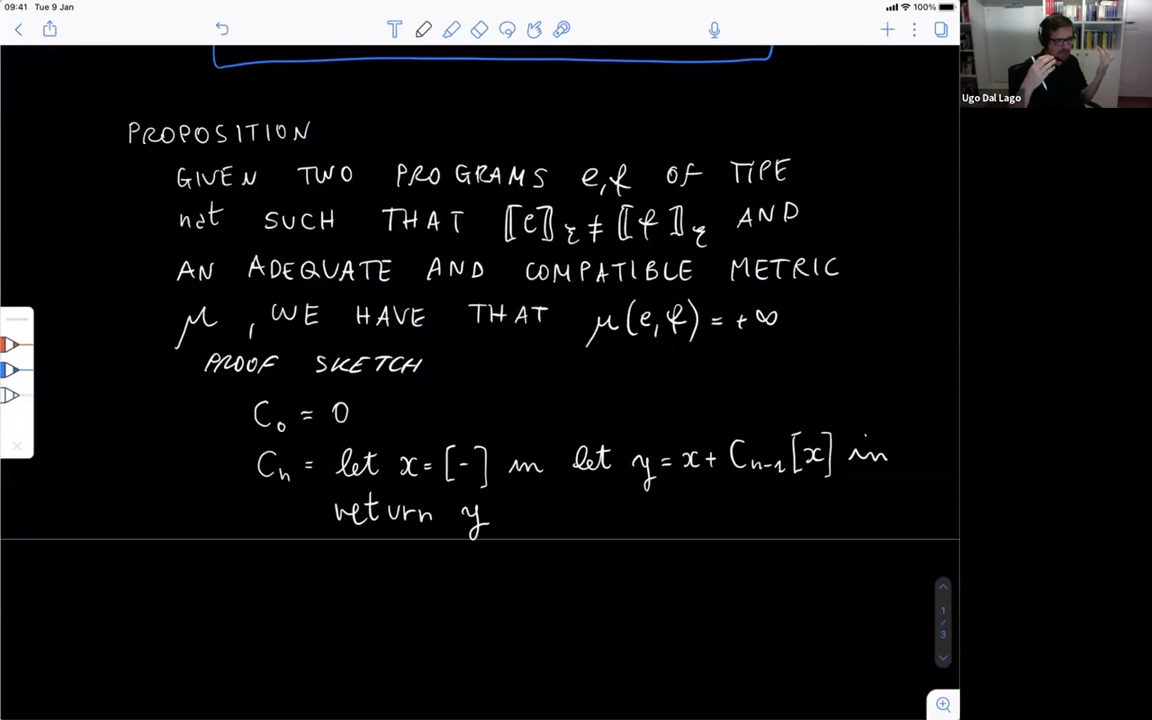 09:41 Tue 9 Jan
100%
Ugo Dal Lago
PROPOSITION
GIVEN TWO PROGRAMS e,f OF TYPE
nat SUCH THAT ⟦e⟧ ≠ ⟦f⟧ AND
AN ADEQUATE AND COMPATIBLE METRIC
μ, WE HAVE THAT μ(e,f) = +∞
PROOF SKETCH
C₀ = 0
Cₙ = let x = [-] in let y = x + Cₙ₋₁[x] in
return y
1
/
3